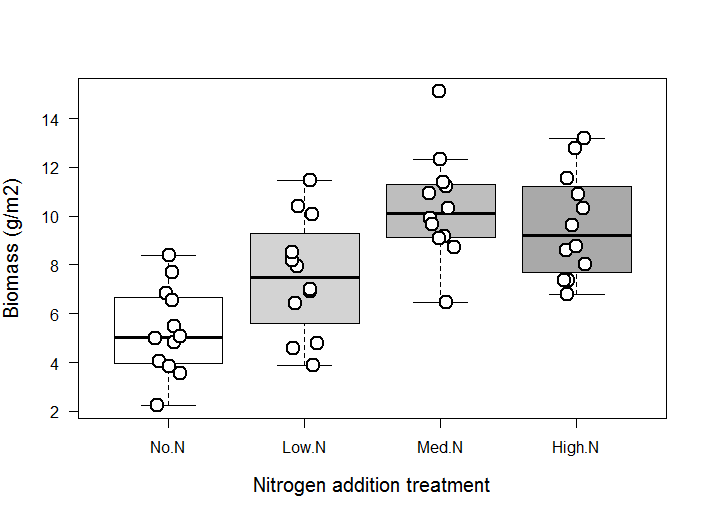 Biomass (g/m2)
14
12
10
8
6
4
2
No.N Low.N Med.N High.N
Nitrogen addition treatment